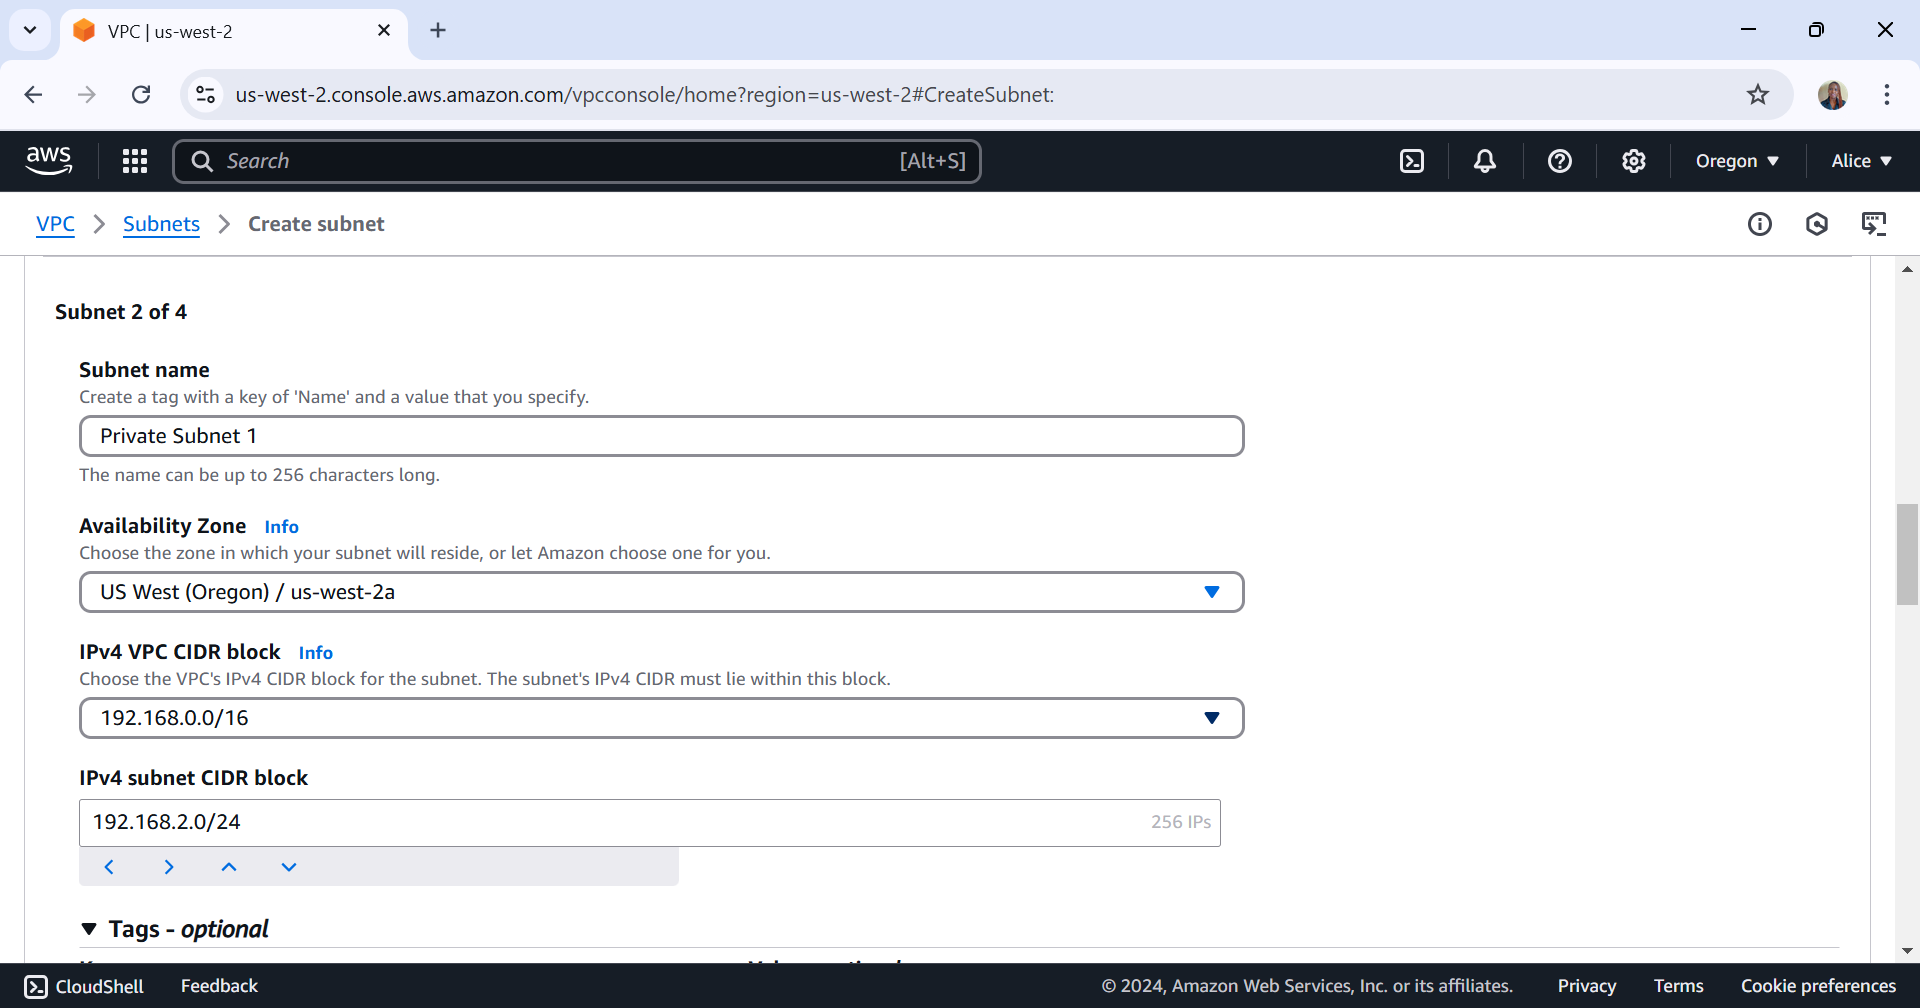 VPC | us-west-2
us-west-2.console.aws.amazon.com/vpcconsole/home?region=us-west-2#CreateSubnet:
aws
Search
[Alt+S]
Oregon
Alice
VPC
Subnets
Create subnet
Subnet 2 of 4
Subnet name
Create a tag with a key of 'Name' and a value that you specify.
Private Subnet 1
The name can be up to 256 characters long.
Availability Zone Info
Choose the zone in which your subnet will reside, or let Amazon choose one for you.
US West (Oregon) / us-west-2a
IPv4 VPC CIDR block Info
Choose the VPC's IPv4 CIDR block for the subnet. The subnet's IPv4 CIDR must lie within this block.
192.168.0.0/16
IPv4 subnet CIDR block
192.168.2.0/24
256 IPs
Tags - optional
CloudShell
Feedback
© 2024, Amazon Web Services, Inc. or its affiliates.
Privacy
Terms
Cookie preferences